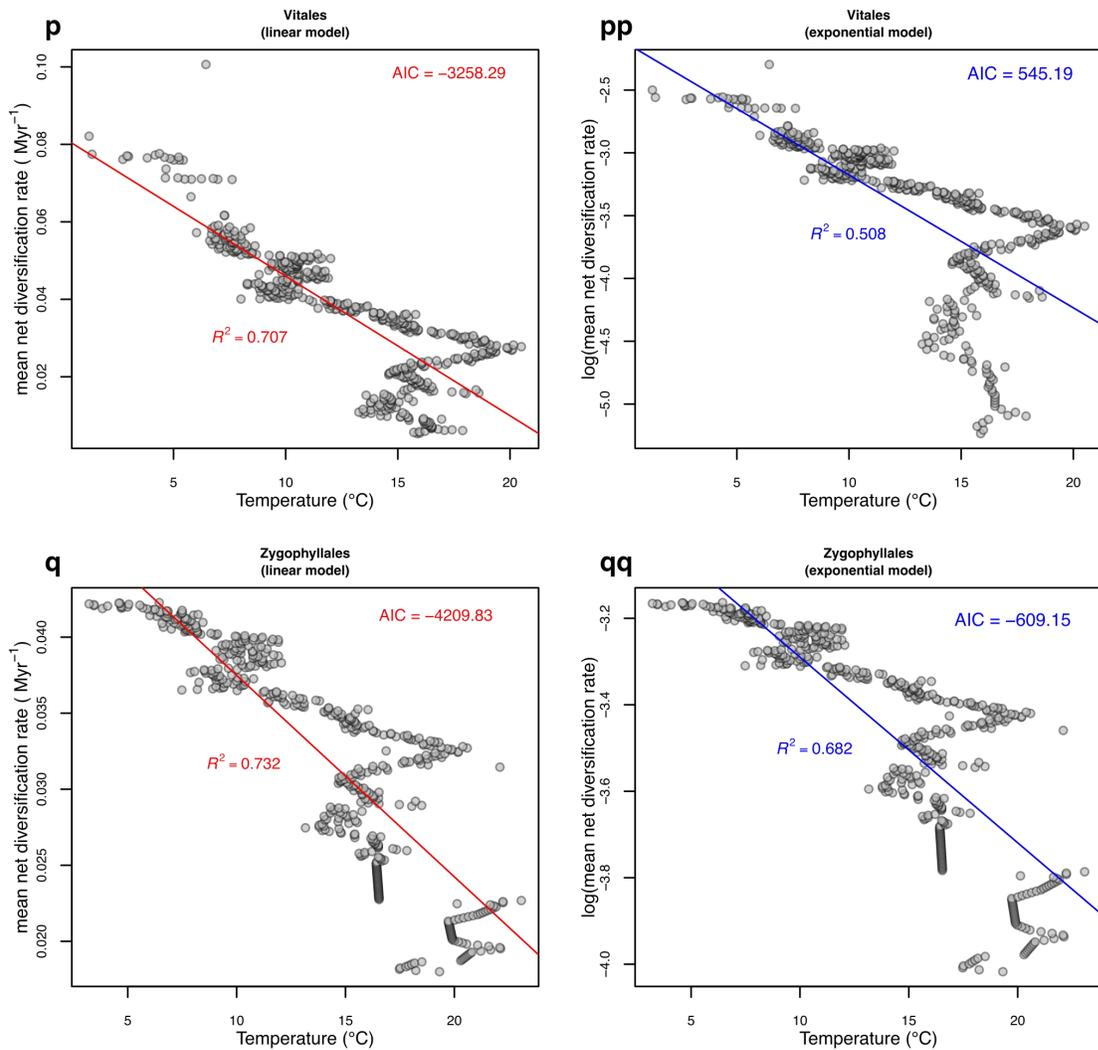 p
Vitales
(linear model)
AIC = −3258.29
R² = 0.707
mean net diversification rate ( Myr⁻¹)
0.10
0.08
0.06
0.04
0.02
5 10 15 20
Temperature (°C)
pp
Vitales
(exponential model)
AIC = 545.19
R² = 0.508
log(mean net diversification rate)
−2.5
−3.0
−3.5
−4.0
−4.5
−5.0
5 10 15 20
Temperature (°C)
q
Zygophyllales
(linear model)
AIC = −4209.83
R² = 0.732
mean net diversification rate ( Myr⁻¹)
0.040
0.035
0.030
0.025
0.020
5 10 15 20
Temperature (°C)
qq
Zygophyllales
(exponential model)
AIC = −609.15
R² = 0.682
log(mean net diversification rate)
−3.2
−3.4
−3.6
−3.8
−4.0
5 10 15 20
Temperature (°C)